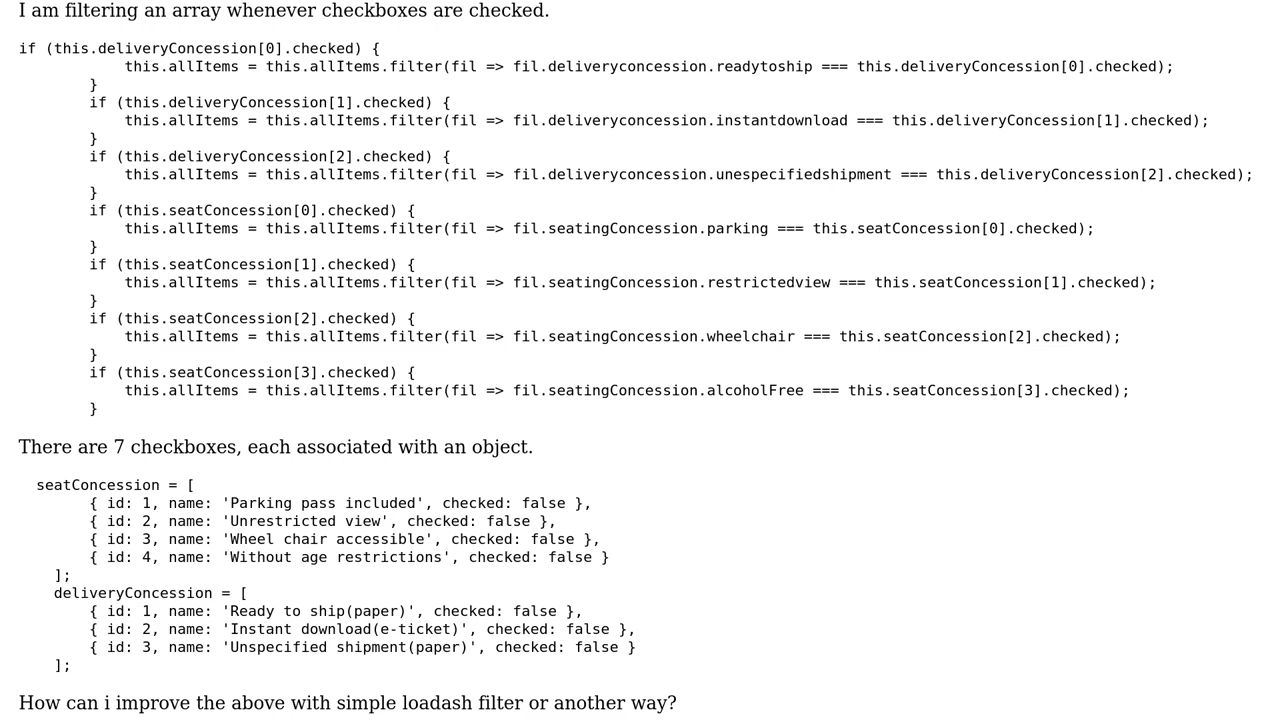 I am filtering an array whenever checkboxes are checked.
if (this.deliveryConcession[0].checked) {
this.allItems = this.allItems.filter(fil => fil.deliveryconcession.readytoship === this.deliveryConcession[0].checked);
}
if (this.deliveryConcession[1].checked) {
this.allItems = this.allItems.filter(fil => fil.deliveryconcession.instantdownload === this.deliveryConcession[1].checked);
}
if (this.deliveryConcession[2].checked) {
this.allItems = this.allItems.filter(fil => fil.deliveryconcession.unespecifiedshipment === this.deliveryConcession[2].checked);
}
if (this.seatConcession[0].checked) {
this.allItems = this.allItems.filter(fil => fil.seatingConcession.parking === this.seatConcession[0].checked);
}
if (this.seatConcession[1].checked) {
this.allItems = this.allItems.filter(fil => fil.seatingConcession.restrictedview === this.seatConcession[1].checked);
}
if (this.seatConcession[2].checked) {
this.allItems = this.allItems.filter(fil => fil.seatingConcession.wheelchair === this.seatConcession[2].checked);
}
if (this.seatConcession[3].checked) {
this.allItems = this.allItems.filter(fil => fil.seatingConcession.alcoholFree === this.seatConcession[3].checked);
}
There are 7 checkboxes, each associated with an object.
seatConcession = [
{ id: 1, name: 'Parking pass included', checked: false },
{ id: 2, name: 'Unrestricted view', checked: false },
{ id: 3, name: 'Wheel chair accessible', checked: false },
{ id: 4, name: 'Without age restrictions', checked: false }
];
deliveryConcession = [
{ id: 1, name: 'Ready to ship(paper)', checked: false },
{ id: 2, name: 'Instant download(e-ticket)', checked: false },
{ id: 3, name: 'Unspecified shipment(paper)', checked: false }
];
How can i improve the above with simple loadash filter or another way?